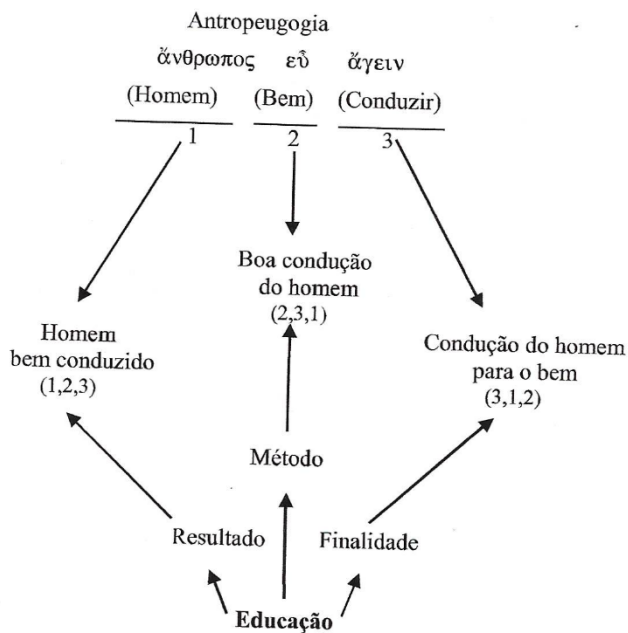 Antropeugogia
ἄνθρωπος εὖ ἄγειν
(Homem) (Bem) (Conduzir)
1 2 3
Boa condução
do homem
(2,3,1)
Homem
bem conduzido
(1,2,3)
Condução do homem
para o bem
(3,1,2)
Método
Resultado Finalidade
Educação